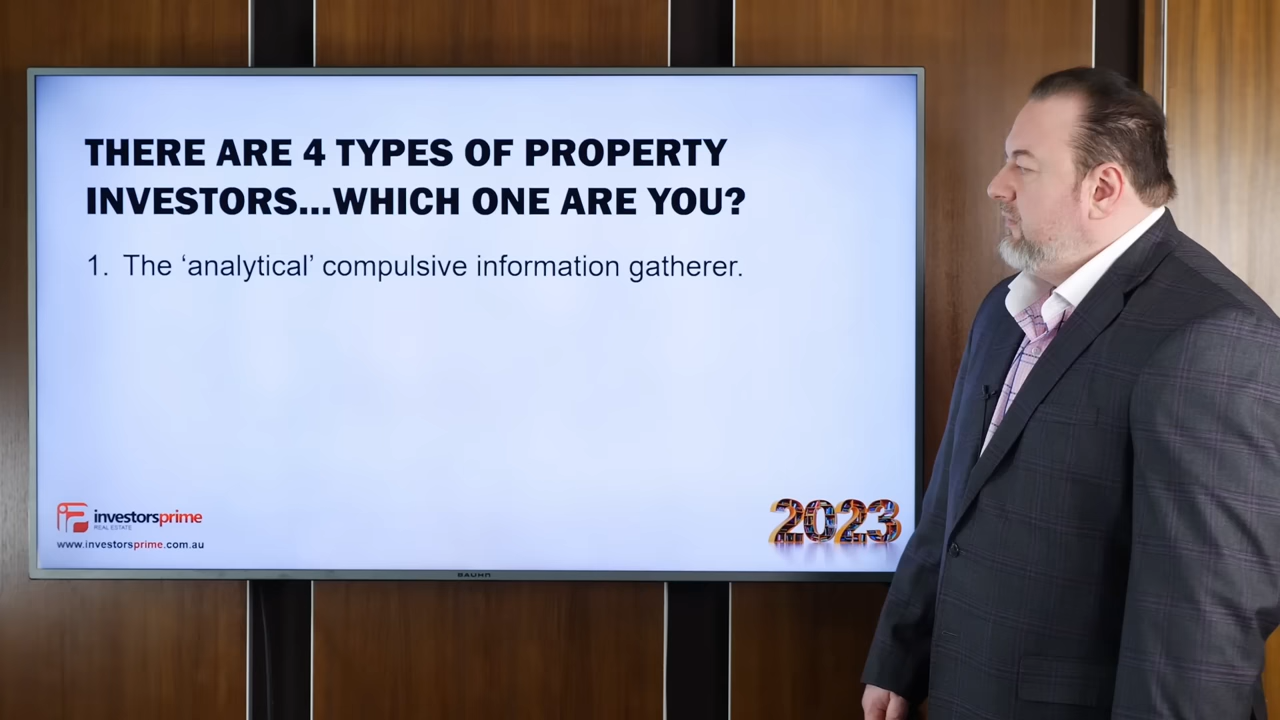 THERE ARE 4 TYPES OF PROPERTY
INVESTORS...WHICH ONE ARE YOU?
1. The ‘analytical’ compulsive information gatherer.
investorsprime
REAL ESTATE
www.investorsprime.com.au
2023
BAUHN